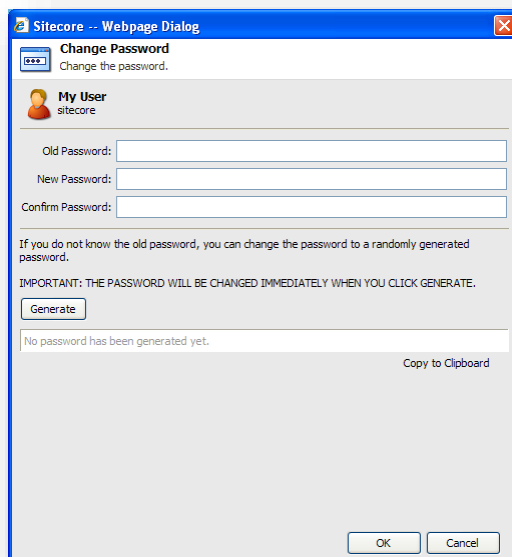 Sitecore -- Webpage Dialog
Change Password
Change the password.
My User
sitecore
Old Password:
New Password:
Confirm Password:
If you do not know the old password, you can change the password to a randomly generated
password.
IMPORTANT: THE PASSWORD WILL BE CHANGED IMMEDIATELY WHEN YOU CLICK GENERATE.
Generate
No password has been generated yet.
Copy to Clipboard
OK Cancel